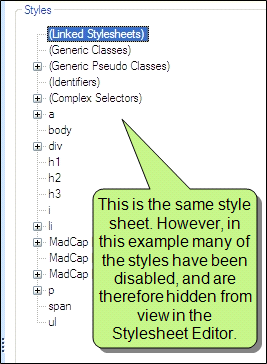 Styles
(Linked Stylesheets)
(Generic Classes)
(Generic Pseudo Classes)
(Identifiers)
(Complex Selectors)
a
body
div
h1
h2
h3
i
li
MadCap
MadCap
MadCap
p
span
ul
This is the same style
sheet. However, in
this example many of
the styles have been
disabled, and are
therefore hidden from
view in the
Stylesheet Editor.